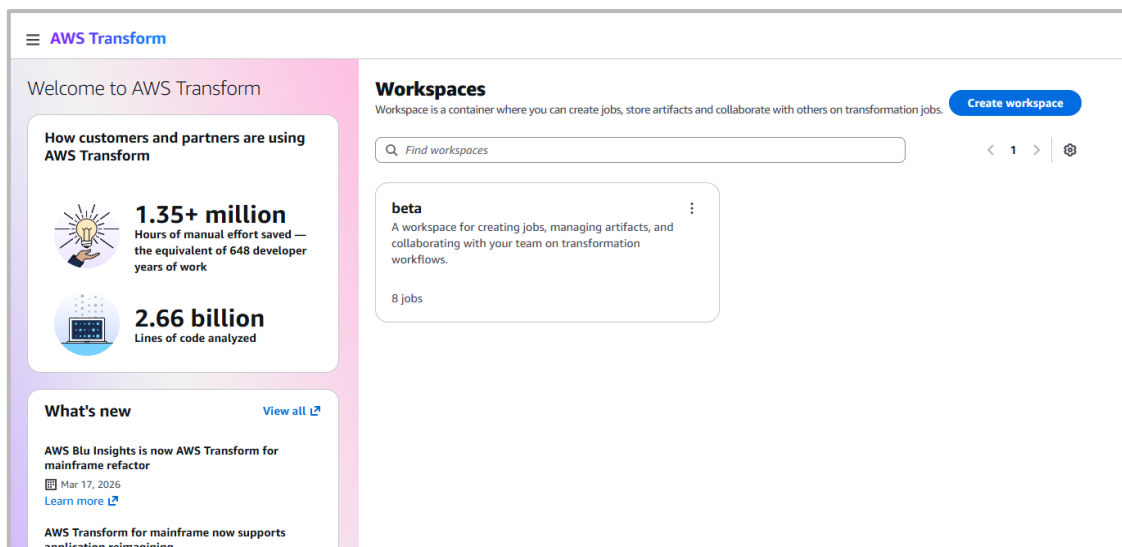 AWS Transform
Welcome to AWS Transform
How customers and partners are using
AWS Transform
1.35+ million
Hours of manual effort saved —
the equivalent of 648 developer
years of work
2.66 billion
Lines of code analyzed
What's new
View all
AWS Blu Insights is now AWS Transform for
mainframe refactor
Mar 17, 2026
Learn more
AWS Transform for mainframe now supports
application reimagining
Workspaces
Workspace is a container where you can create jobs, store artifacts and collaborate with others on transformation jobs.
Create workspace
Find workspaces
1
beta
A workspace for creating jobs, managing artifacts, and
collaborating with your team on transformation
workflows.
8 jobs